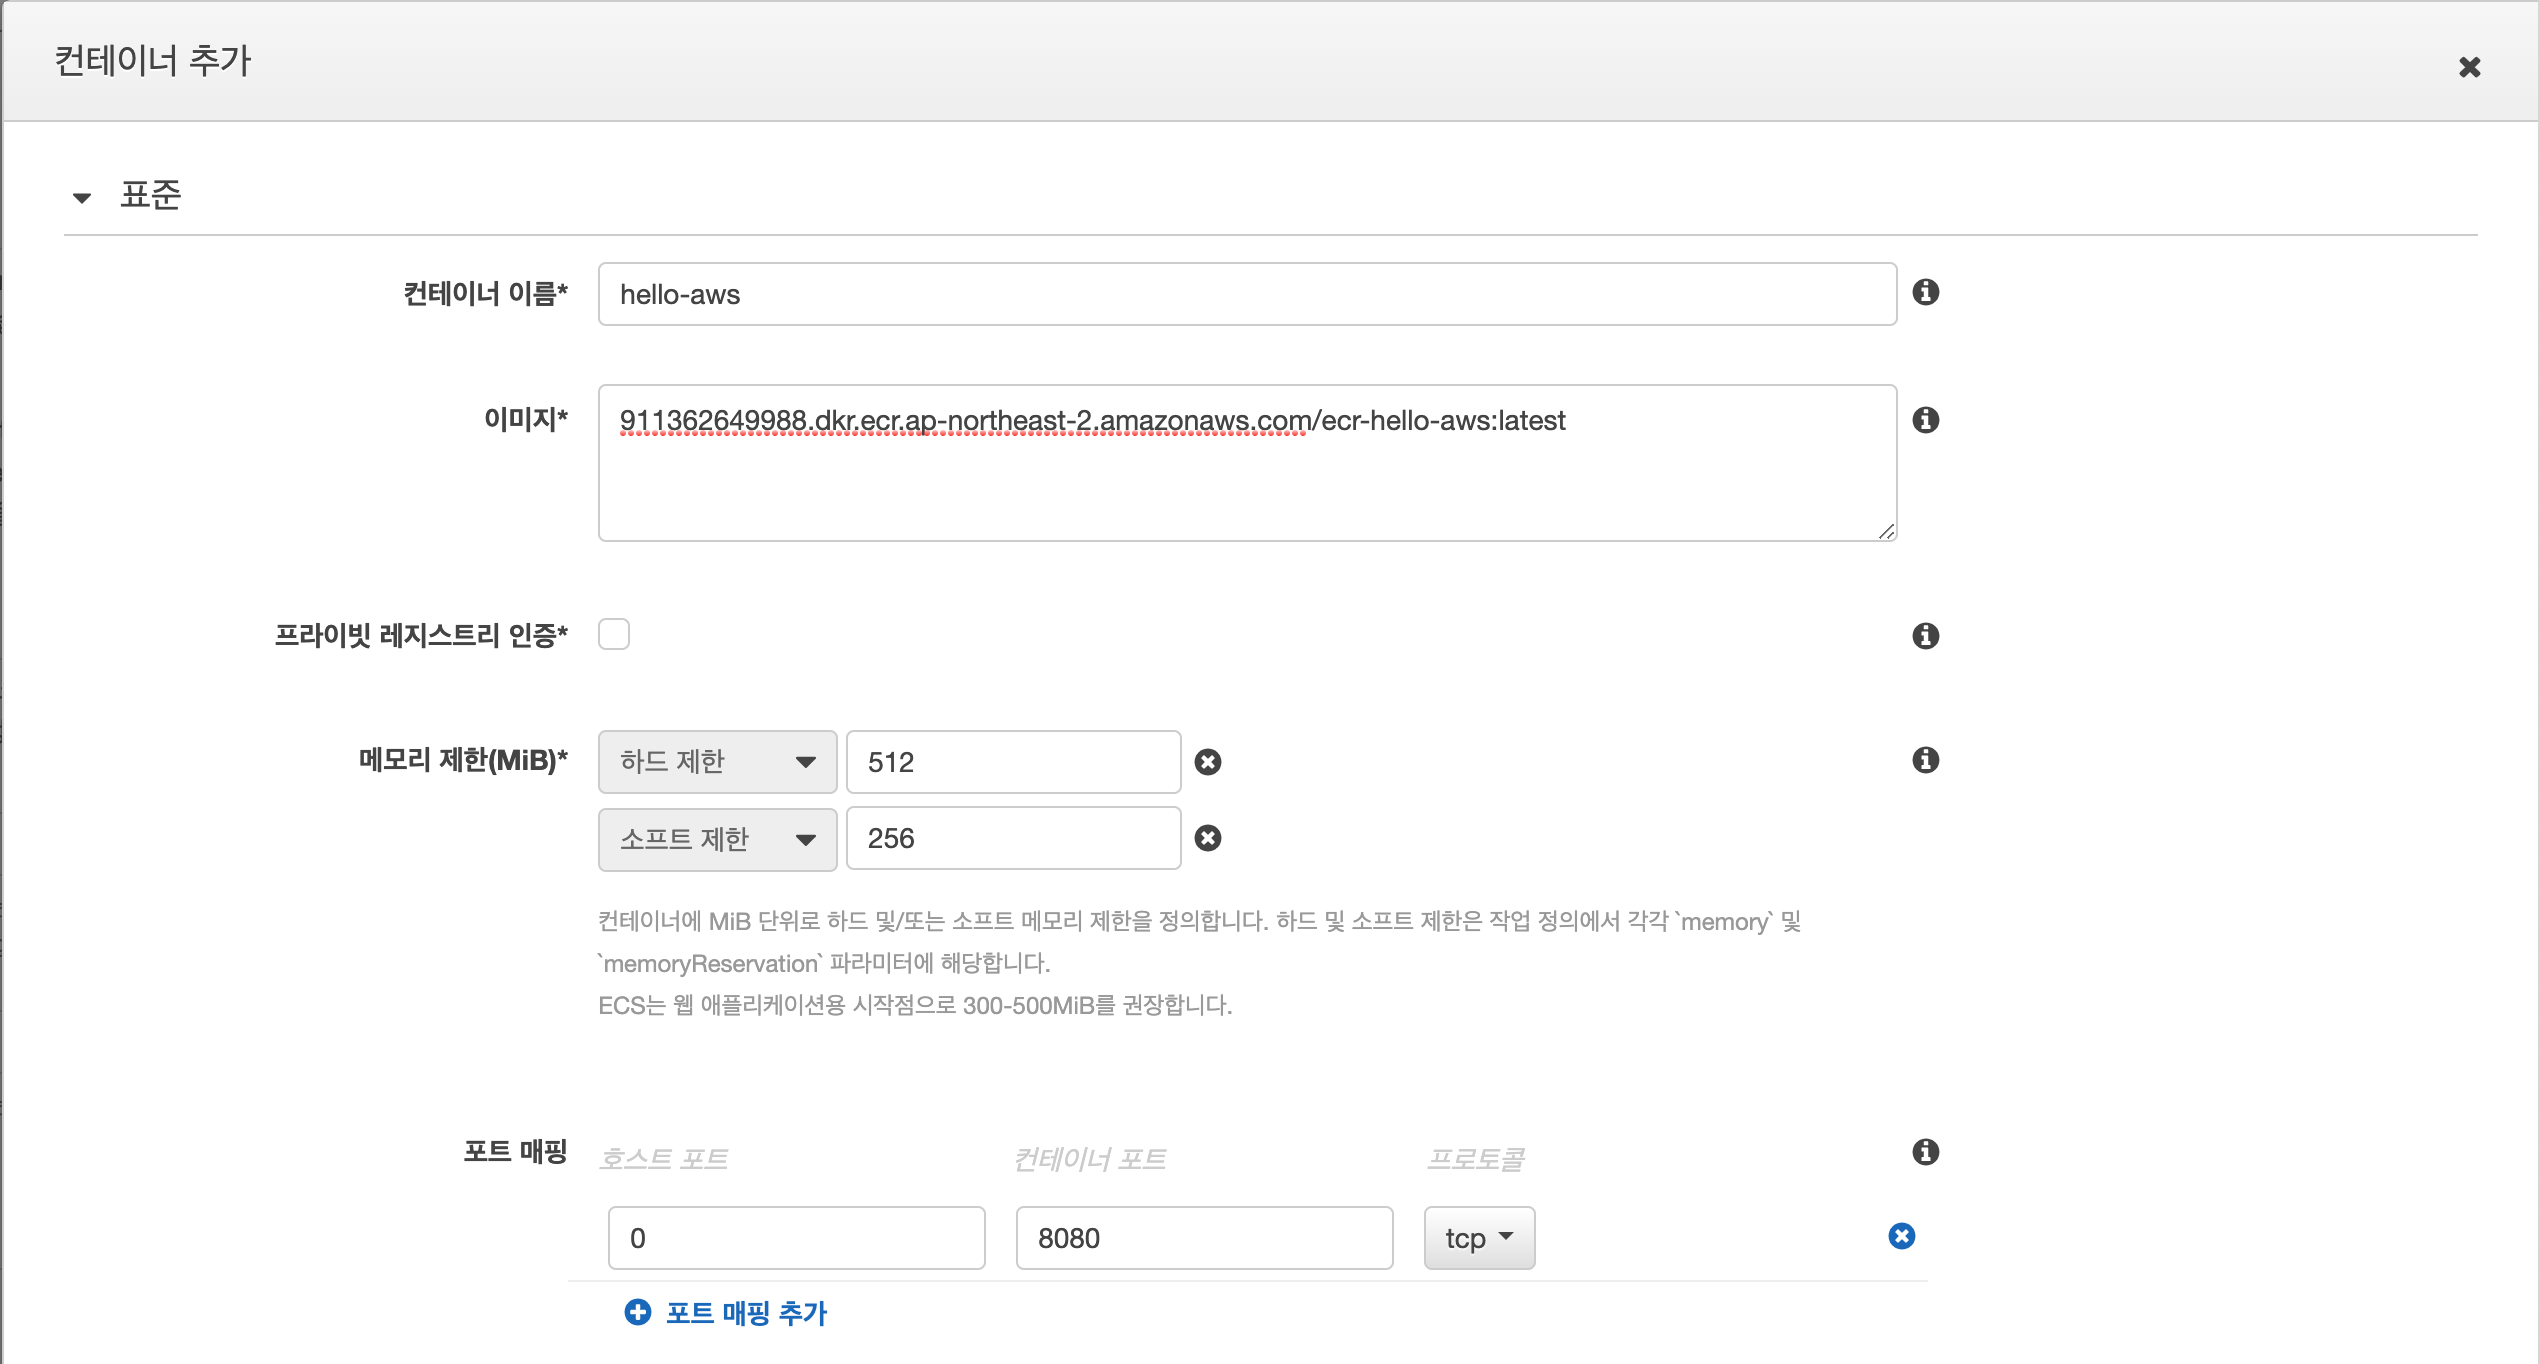 컨테이너 추가
표준
컨테이너 이름*
hello-aws
이미지*
911362649988.dkr.ecr.ap-northeast-2.amazonaws.com/ecr-hello-aws:latest
프라이빗 레지스트리 인증*
메모리 제한(MiB)*
하드 제한
512
소프트 제한
256
컨테이너에 MiB 단위로 하드 및/또는 소프트 메모리 제한을 정의합니다. 하드 및 소프트 제한은 작업 정의에서 각각 `memory` 및
`memoryReservation` 파라미터에 해당합니다.
ECS는 웹 애플리케이션용 시작점으로 300-500MiB를 권장합니다.
포트 매핑
호스트 포트 컨테이너 포트 프로토콜
0 8080 tcp
포트 매핑 추가